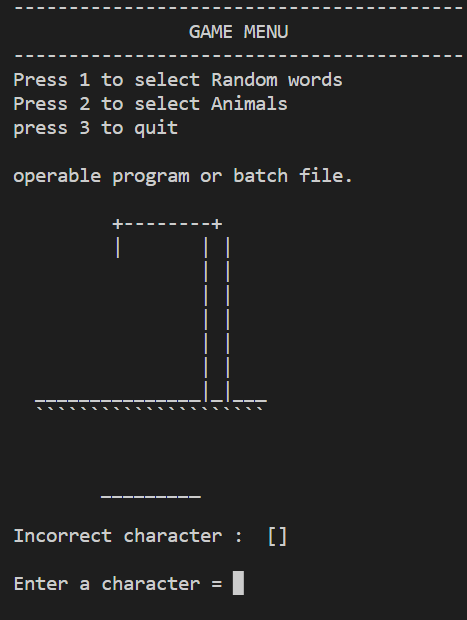 ----------------------------------------
GAME MENU
----------------------------------------
Press 1 to select Random words
Press 2 to select Animals
press 3 to quit
operable program or batch file.
+--------+
|       | |
| |
| |
| |
| |
| |
_______________|_|___
`````````````````````
_________
Incorrect character :  []
Enter a character =